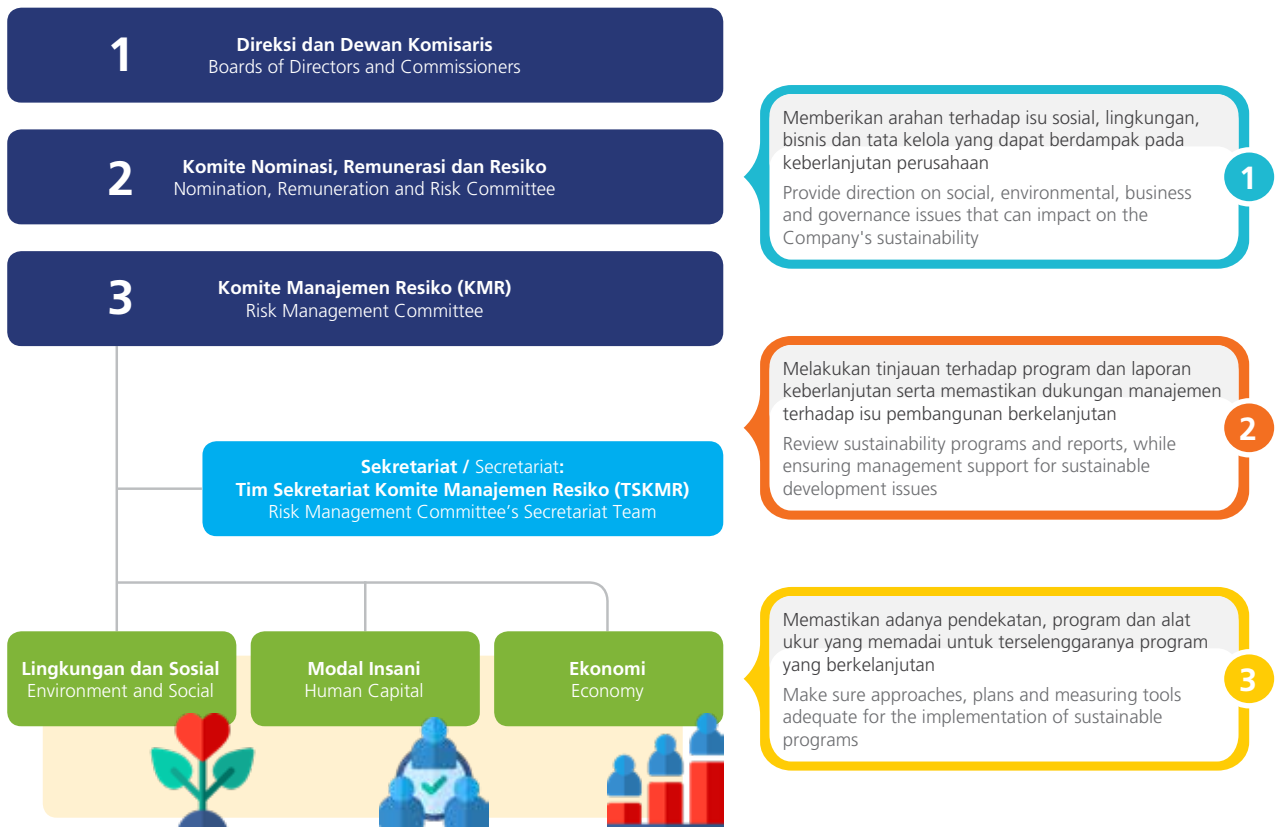 1
Direksi dan Dewan Komisaris
Boards of Directors and Commissioners
2
Komite Nominasi, Remunerasi dan Resiko
Nomination, Remuneration and Risk Committee
3
Komite Manajemen Resiko (KMR)
Risk Management Committee
Sekretariat / Secretariat:
Tim Sekretariat Komite Manajemen Resiko (TSKMR)
Risk Management Committee’s Secretariat Team
Lingkungan dan Sosial
Environment and Social
Modal Insani
Human Capital
Ekonomi
Economy
Memberikan arahan terhadap isu sosial, lingkungan,
bisnis dan tata kelola yang dapat berdampak pada
keberlanjutan perusahaan
Provide direction on social, environmental, business
and governance issues that can impact on the
Company's sustainability
1
Melakukan tinjauan terhadap program dan laporan
keberlanjutan serta memastikan dukungan manajemen
terhadap isu pembangunan berkelanjutan
Review sustainability programs and reports, while
ensuring management support for sustainable
development issues
2
Memastikan adanya pendekatan, program dan alat
ukur yang memadai untuk terselenggaranya program
yang berkelanjutan
Make sure approaches, plans and measuring tools
adequate for the implementation of sustainable
programs
3